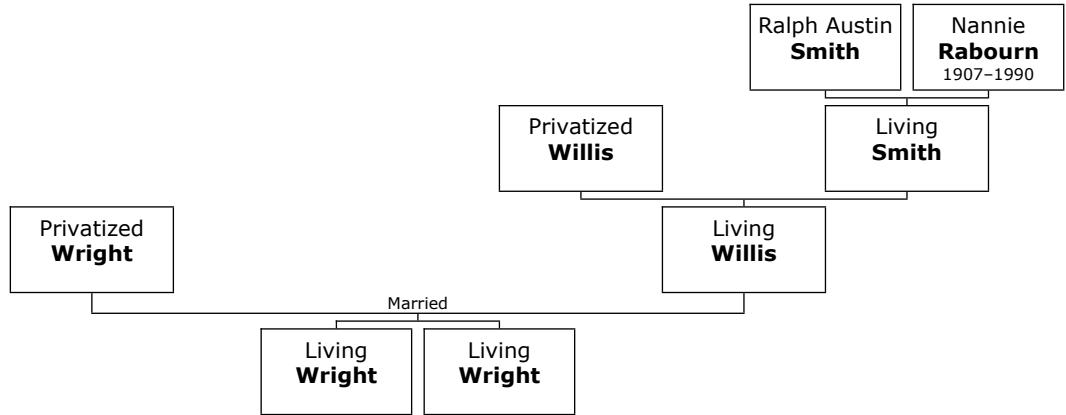 Ralph Austin
Smith
Nannie
Rabourn
1907–1990
Privatized
Willis
Living
Smith
Privatized
Wright
Living
Willis
Married
Living
Wright
Living
Wright